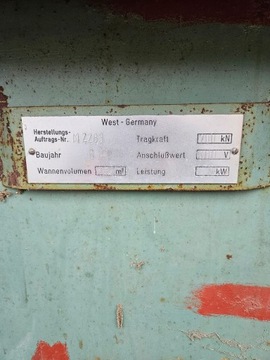 West - Germany
Herstellungs-
Auftrags-Nr. Tragkraft kN
Baujahr Anschlußwert V
Wannenvolumen m³ Leistung kW